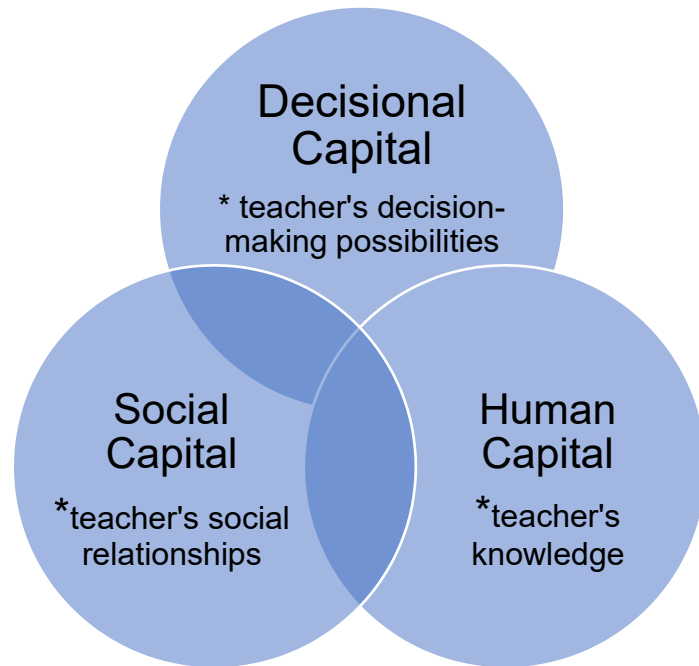 Decisional
Capital
* teacher's decision-
making possibilities
Social
Capital
*teacher's social
relationships
Human
Capital
*teacher's
knowledge